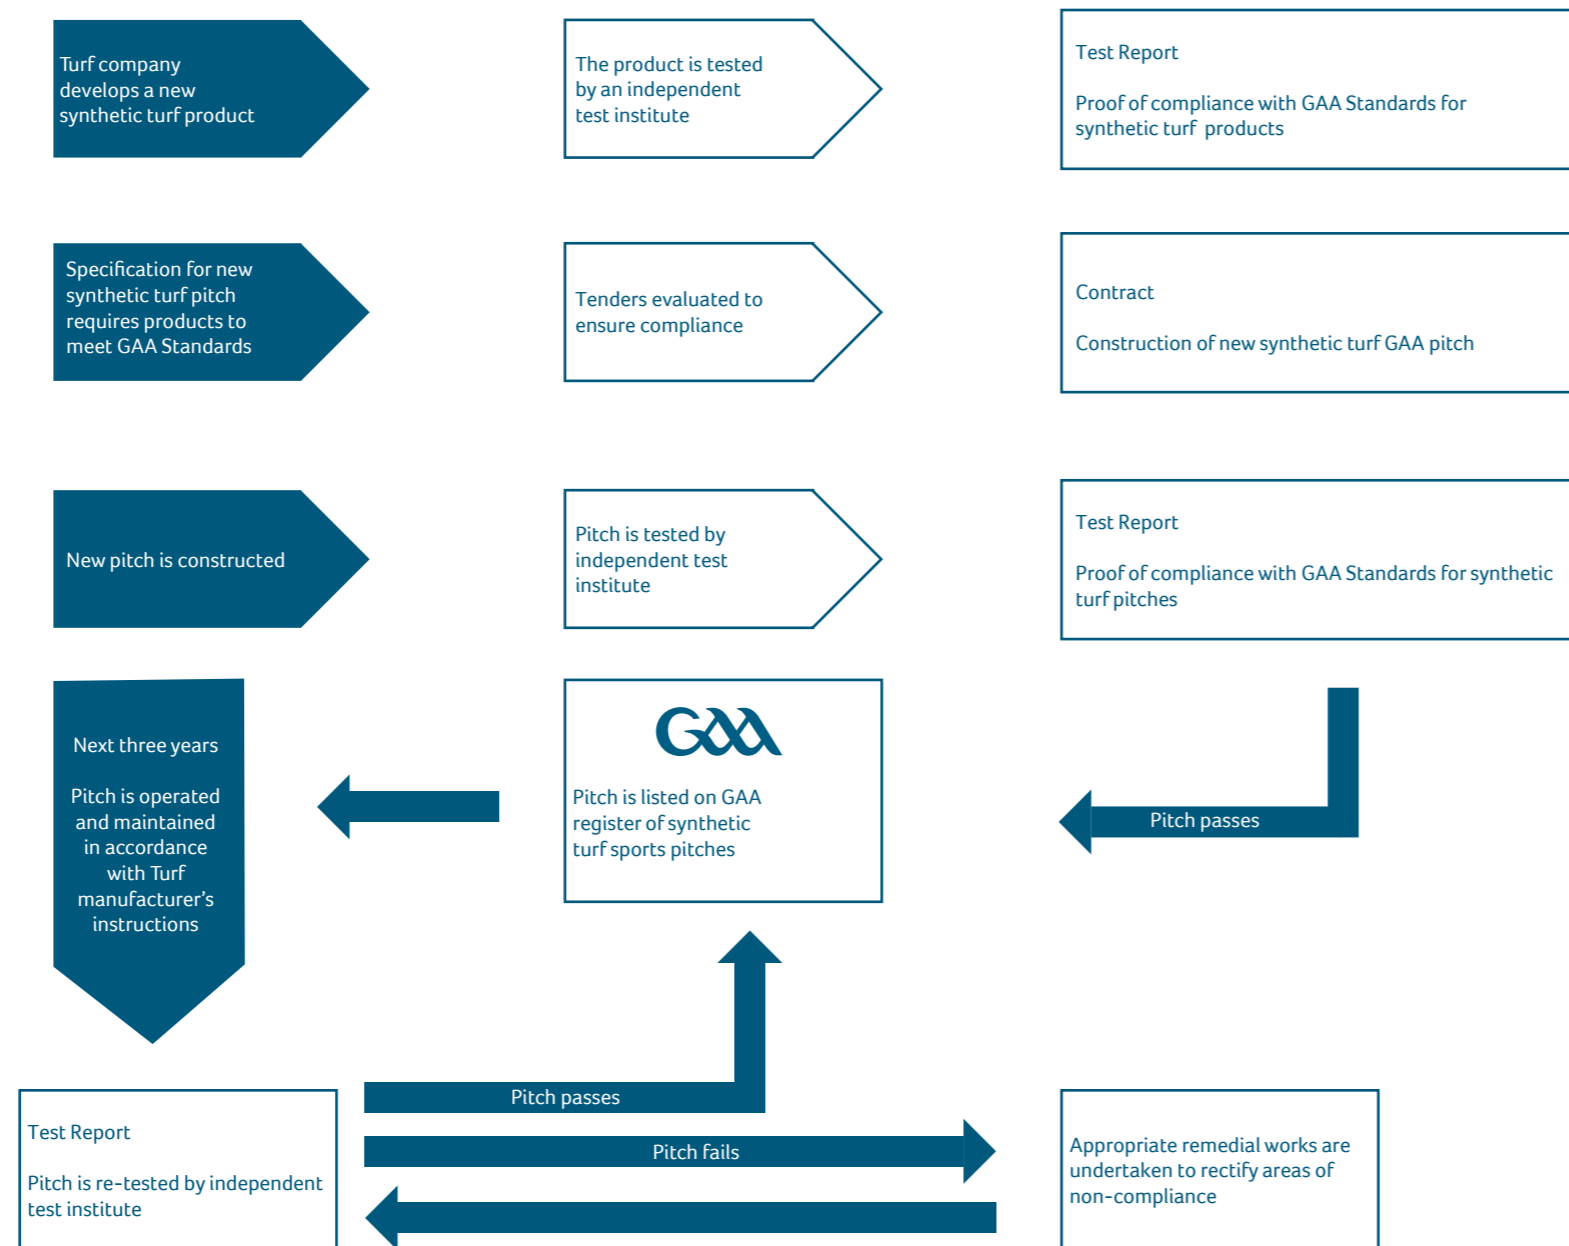 Turf company
develops a new
synthetic turf product
The product is tested
by an independent
test institute
Test Report
Proof of compliance with GAA Standards for
synthetic turf products
Specification for new
synthetic turf pitch
requires products to
meet GAA Standards
Tenders evaluated to
ensure compliance
Contract
Construction of new synthetic turf GAA pitch
New pitch is constructed
Pitch is tested by
independent test
institute
Test Report
Proof of compliance with GAA Standards for synthetic
turf pitches
Next three years
Pitch is operated
and maintained
in accordance
with Turf
manufacturer's
instructions
GAA
Pitch is listed on GAA
register of synthetic
turf sports pitches
Pitch passes
Pitch passes
Pitch fails
Test Report
Pitch is re-tested by independent
test institute
Appropriate remedial works are
undertaken to rectify areas of
non-compliance